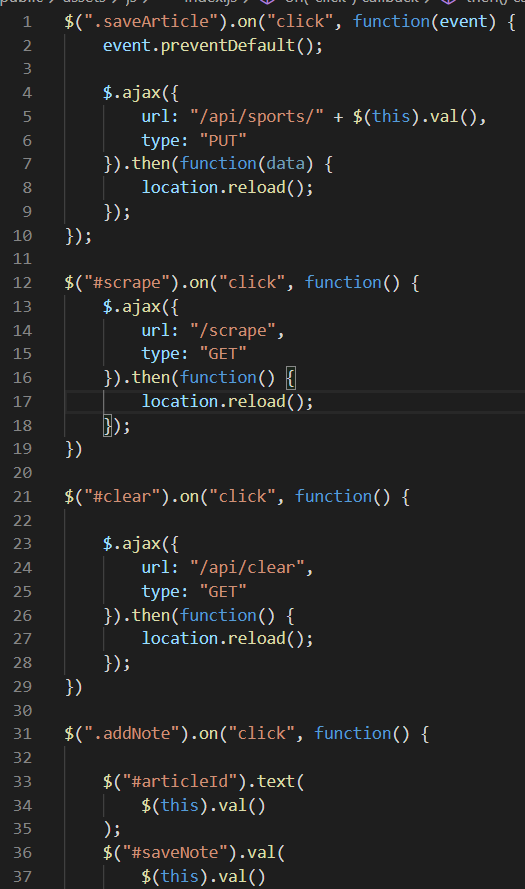 public > assets > js > index.js > on("click") callback > then() ca
1 $(".saveArticle").on("click", function(event) {
2 event.preventDefault();
3
4 $.ajax({
5 url: "/api/sports/" + $(this).val(),
6 type: "PUT"
7 }).then(function(data) {
8 location.reload();
9 });
10 });
11
12 $("#scrape").on("click", function() {
13 $.ajax({
14 url: "/scrape",
15 type: "GET"
16 }).then(function() {
17 location.reload();
18 });
19 })
20
21 $("#clear").on("click", function() {
22
23 $.ajax({
24 url: "/api/clear",
25 type: "GET"
26 }).then(function() {
27 location.reload();
28 });
29 })
30
31 $(".addNote").on("click", function() {
32
33 $("#articleId").text(
34 $(this).val()
35 );
36 $("#saveNote").val(
37 $(this).val()